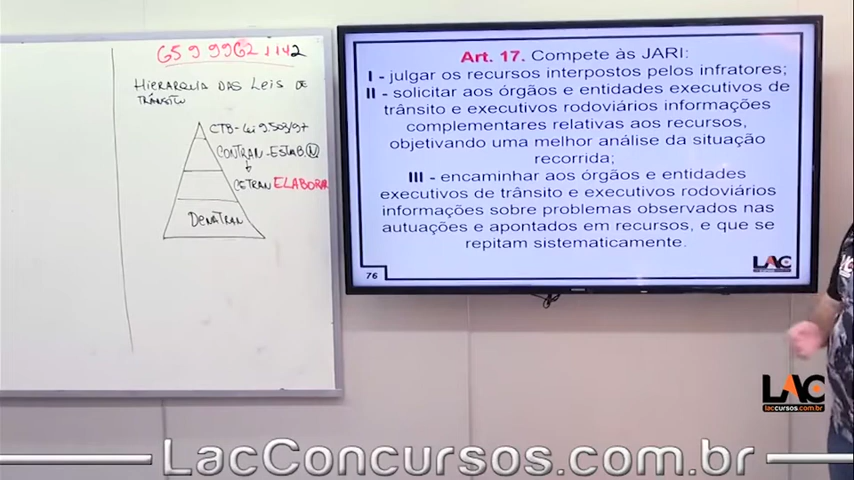 65 9 9962 1142
HIERARQUIA DAS LEIS DE
TRÂNSITO
CTB - Lei 9.503/97
CONTRAN - ESTAB. N
CETRAN ELABORAR
DENATRAN
Art. 17. Compete às JARI:
I - julgar os recursos interpostos pelos infratores;
II - solicitar aos órgãos e entidades executivos de
trânsito e executivos rodoviários informações
complementares relativas aos recursos,
objetivando uma melhor análise da situação
recorrida;
III - encaminhar aos órgãos e entidades
executivos de trânsito e executivos rodoviários
informações sobre problemas observados nas
autuações e apontados em recursos, e que se
repitam sistematicamente.
76
LAC
LAC
laccursos.com.br
LacConcursos.com.br